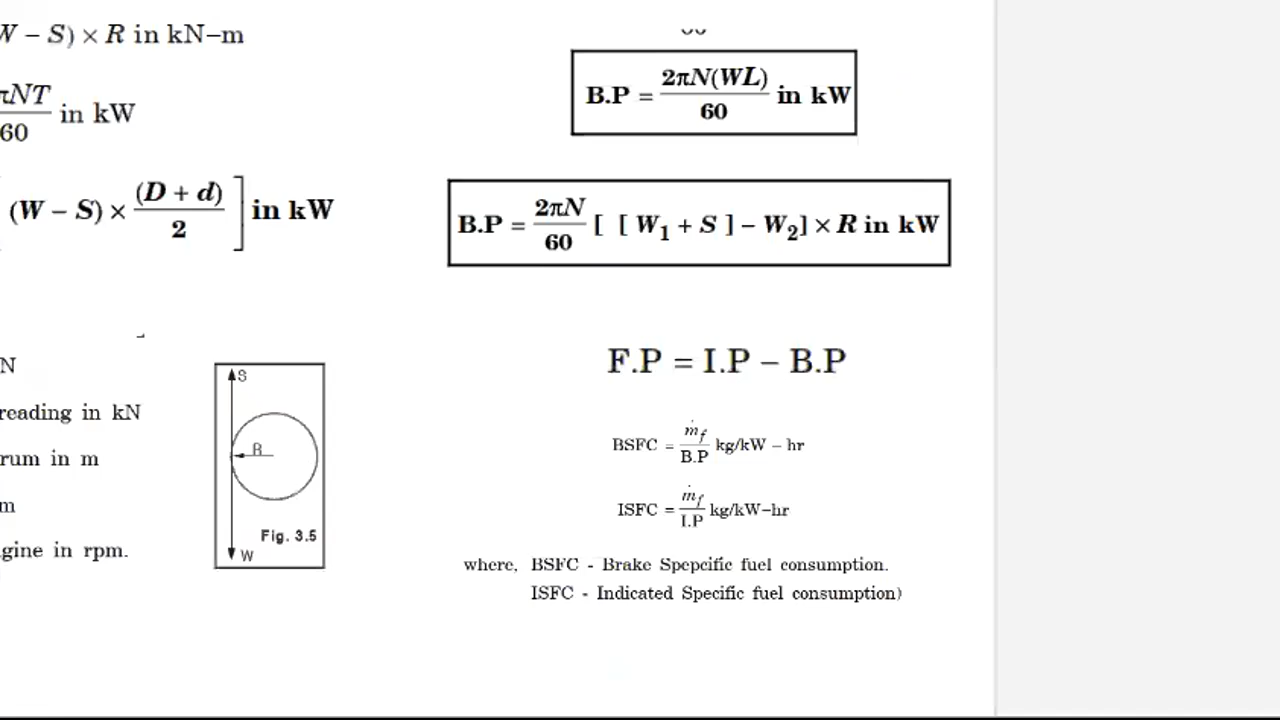 W – S) × R in kN–m
πNT
60
in kW
(W – S) × (D + d)
2
] in kW
N
reading in kN
rum in m
m
gine in rpm.
S
R
Fig. 3.5
W
B.P = 2πN(WL)
60
in kW
B.P = 2πN
60
[ [ W₁ + S ] – W₂] × R in kW
F.P = I.P – B.P
BSFC = ṁf
B.P
kg/kW – hr
ISFC = ṁf
I.P
kg/kW–hr
where, BSFC - Brake Spepcific fuel consumption.
ISFC - Indicated Specific fuel consumption)